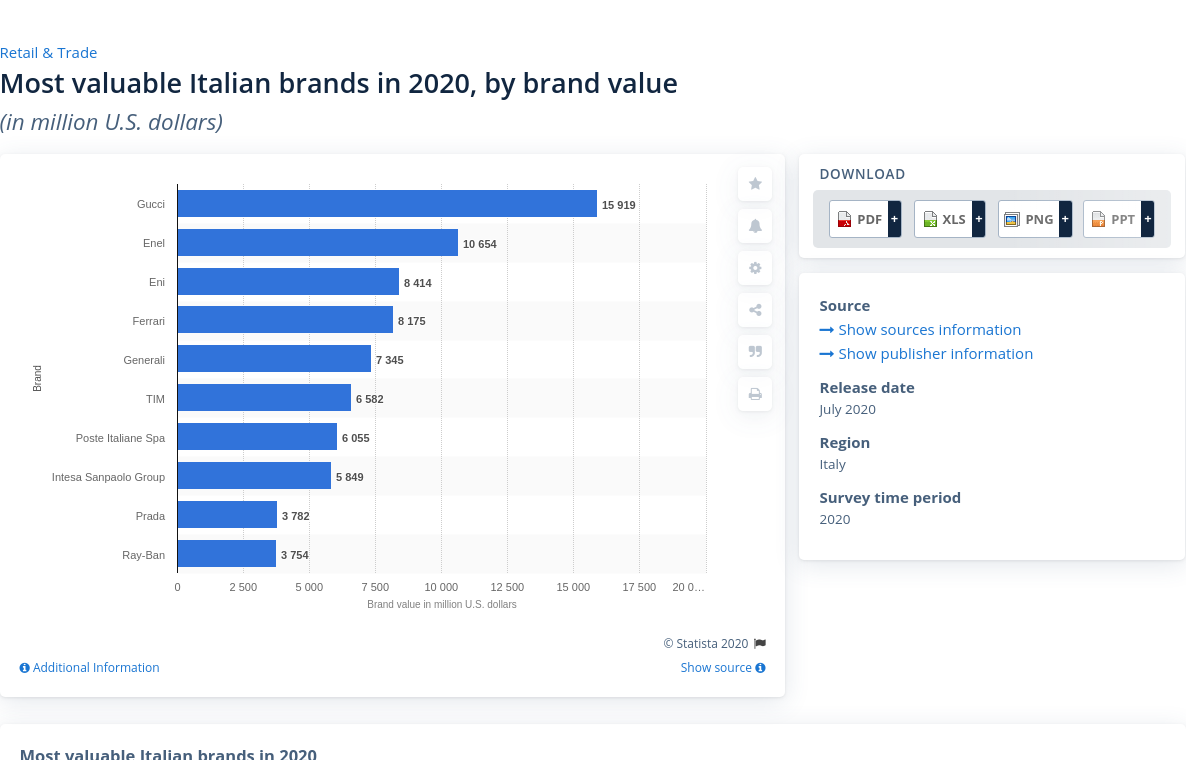 Retail & Trade
Most valuable Italian brands in 2020, by brand value
(in million U.S. dollars)
Gucci 15 919
Enel 10 654
Eni 8 414
Ferrari 8 175
Generali 7 345
TIM 6 582
Poste Italiane Spa 6 055
Intesa Sanpaolo Group 5 849
Prada 3 782
Ray-Ban 3 754
Brand
0 2 500 5 000 7 500 10 000 12 500 15 000 17 500 20 0…
Brand value in million U.S. dollars
© Statista 2020
Additional Information
Show source
DOWNLOAD
PDF + XLS + PNG + PPT +
Source
Show sources information
Show publisher information
Release date
July 2020
Region
Italy
Survey time period
2020
Most valuable Italian brands in 2020